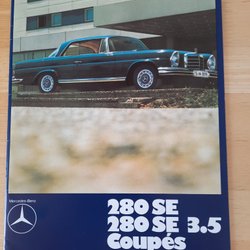 Mercedes-Benz
280 SE
280 SE 3.5
Coupés